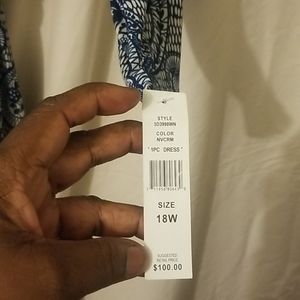 STYLE
COLOR
NVCRM
"1PC DRESS"
SIZE
18W
SUGGESTED
RETAIL PRICE
$100.00